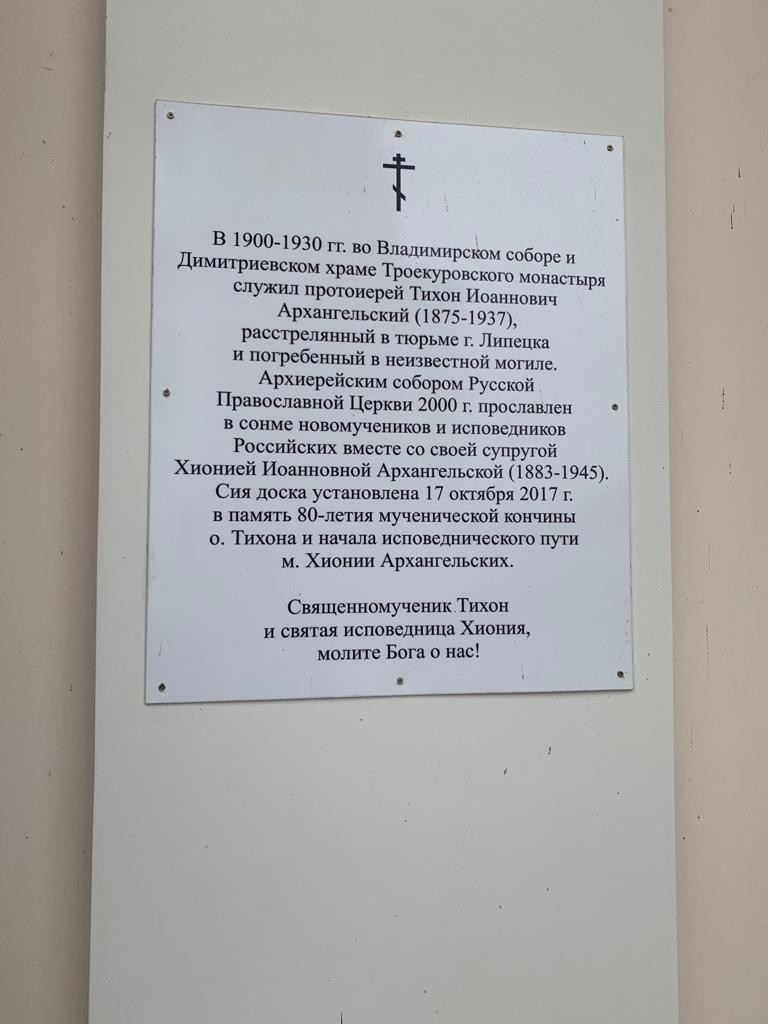 В 1900-1930 гг. во Владимирском соборе и
Димитриевском храме Троекуровского монастыря
служил протоиерей Тихон Иоаннович
Архангельский (1875-1937),
расстрелянный в тюрьме г. Липецка
и погребенный в неизвестной могиле.
Архиерейским собором Русской
Православной Церкви 2000 г. прославлен
в сонме новомучеников и исповедников
Российских вместе со своей супругой
Хионией Иоанновной Архангельской (1883-1945).
Сия доска установлена 17 октября 2017 г.
в память 80-летия мученической кончины
о. Тихона и начала исповеднического пути
м. Хионии Архангельских.
Священномученик Тихон
и святая исповедница Хиония,
молите Бога о нас!